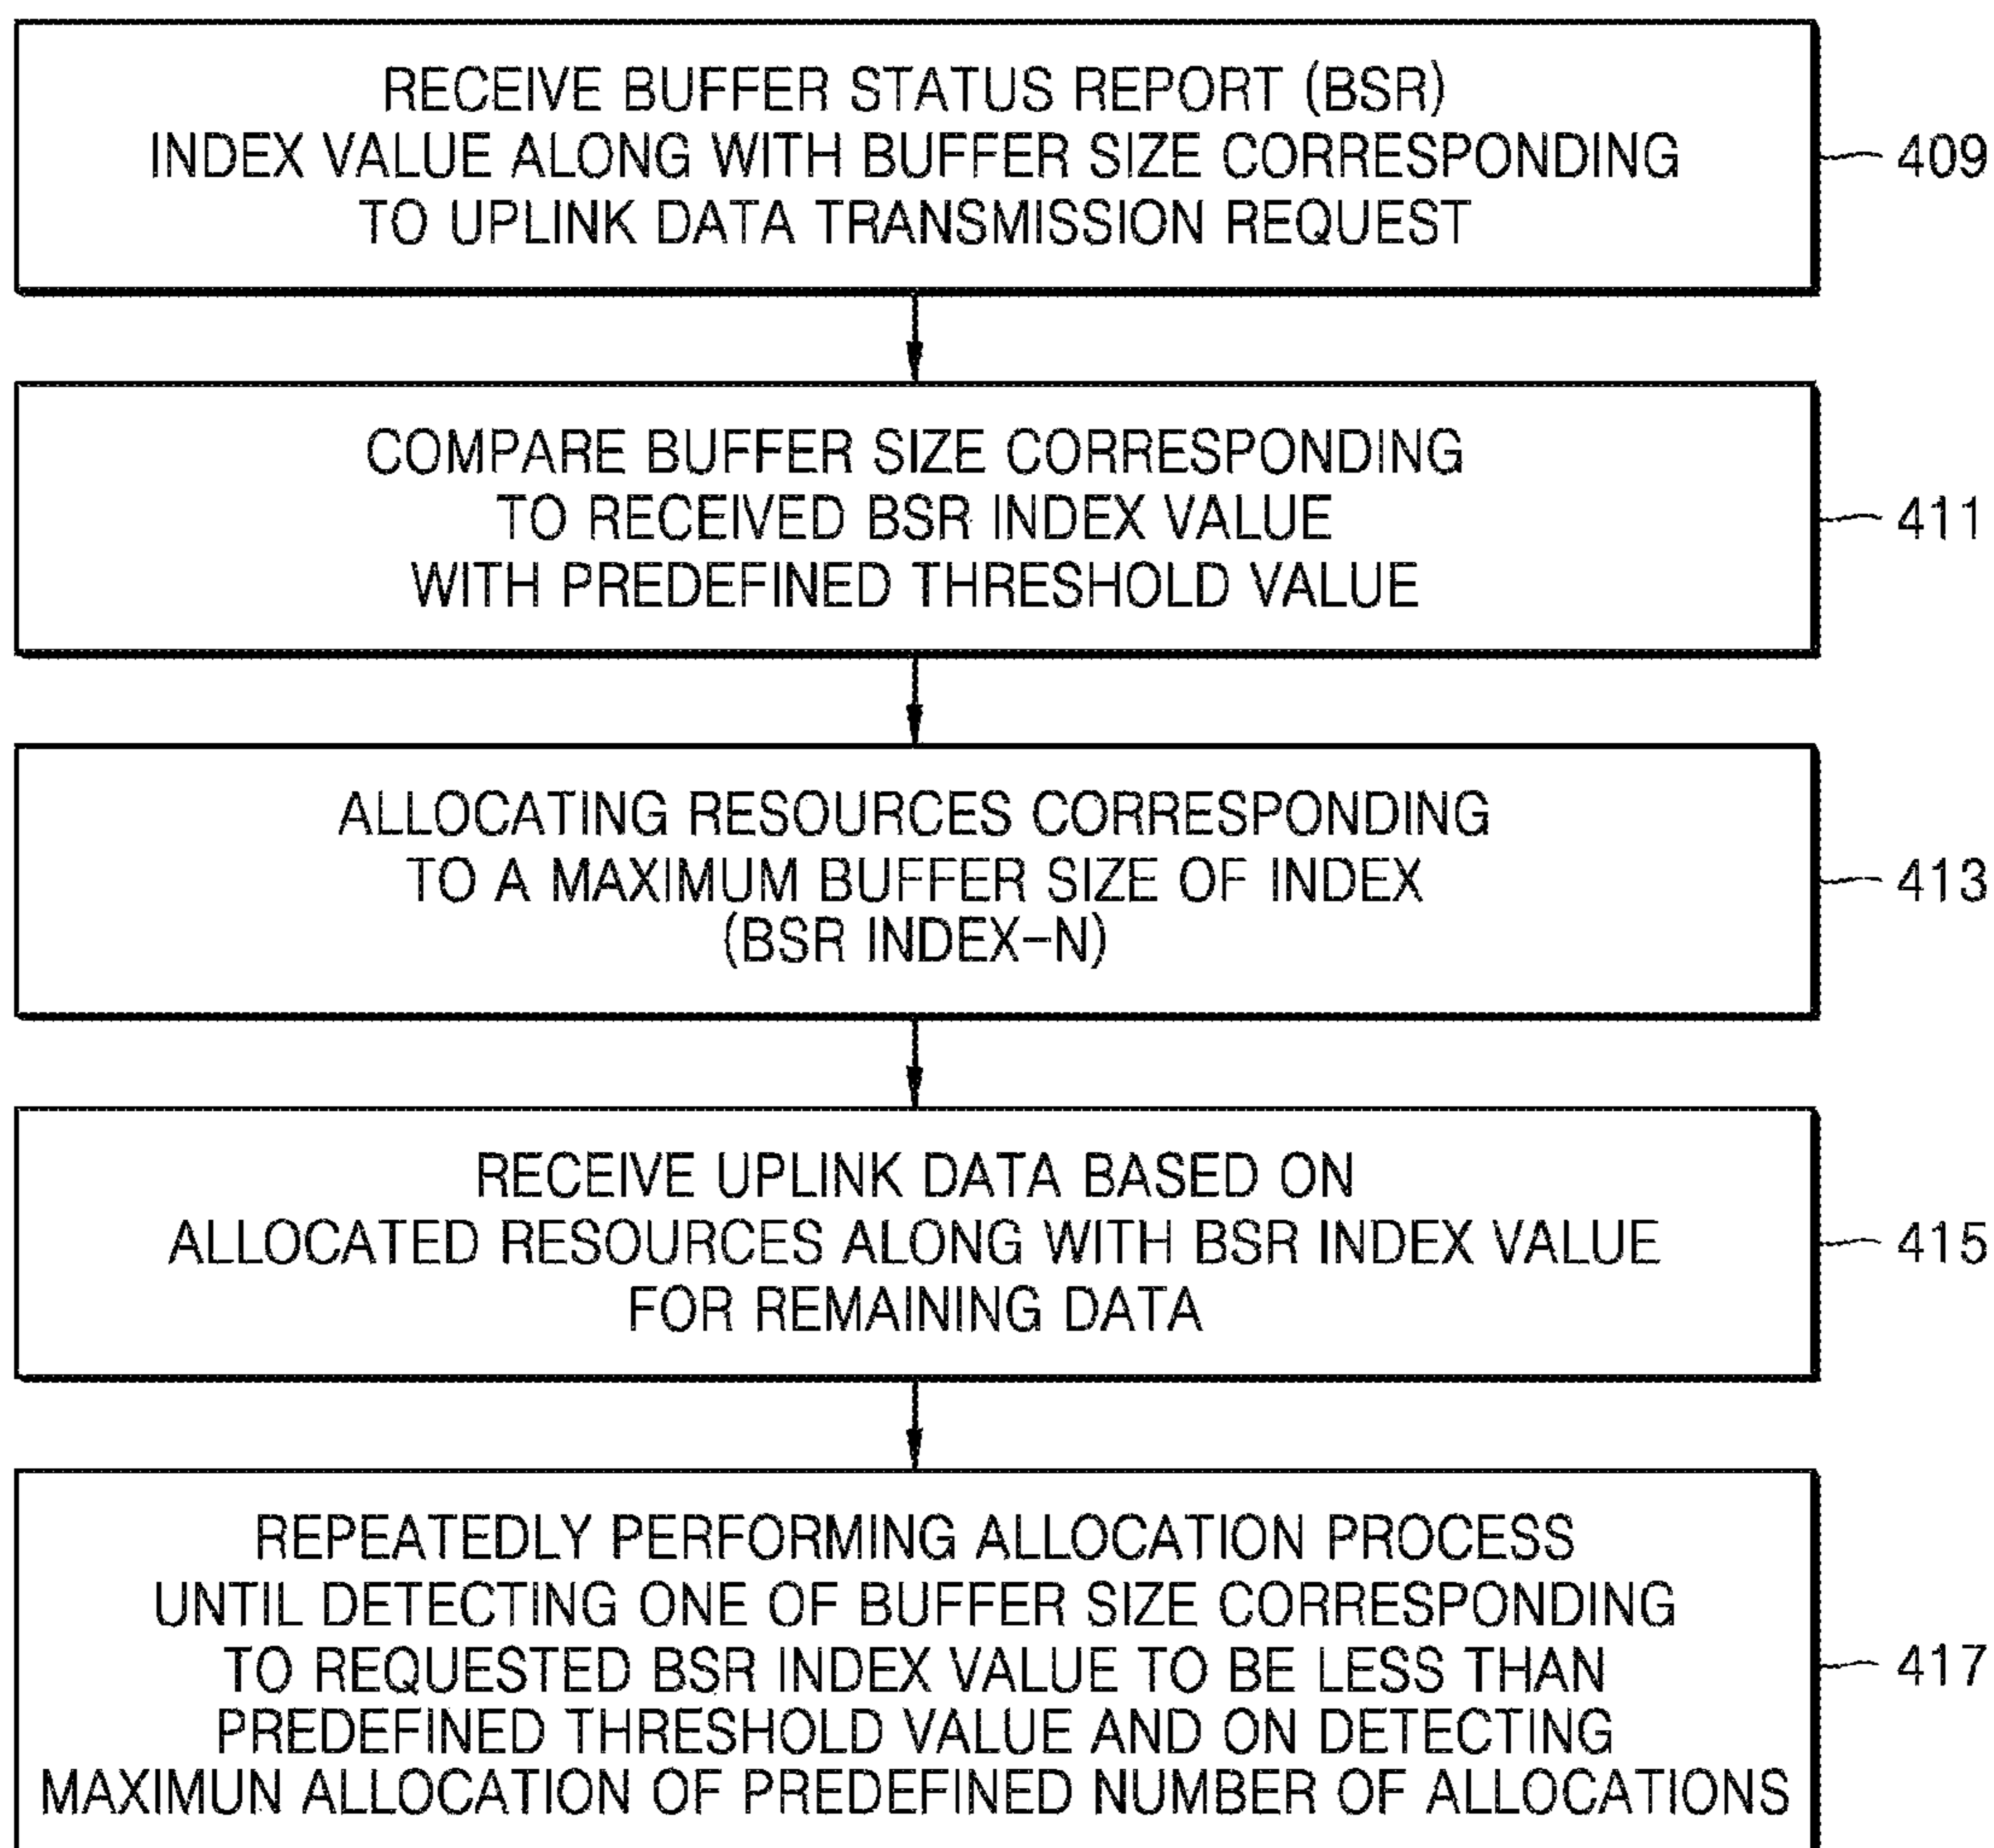 RECEIVE BUFFER STATUS REPORT (BSR)
INDEX VALUE ALONG WITH BUFFER SIZE CORRESPONDING
TO UPLINK DATA TRANSMISSION REQUEST
409
COMPARE BUFFER SIZE CORRESPONDING
TO RECEIVED BSR INDEX VALUE
WITH PREDEFINED THRESHOLD VALUE
411
ALLOCATING RESOURCES CORRESPONDING
TO A MAXIMUM BUFFER SIZE OF INDEX
(BSR INDEX-N)
413
RECEIVE UPLINK DATA BASED ON
ALLOCATED RESOURCES ALONG WITH BSR INDEX VALUE
FOR REMAINING DATA
415
REPEATEDLY PERFORMING ALLOCATION PROCESS
UNTIL DETECTING ONE OF BUFFER SIZE CORRESPONDING
TO REQUESTED BSR INDEX VALUE TO BE LESS THAN
PREDEFINED THRESHOLD VALUE AND ON DETECTING
MAXIMUN ALLOCATION OF PREDEFINED NUMBER OF ALLOCATIONS
417